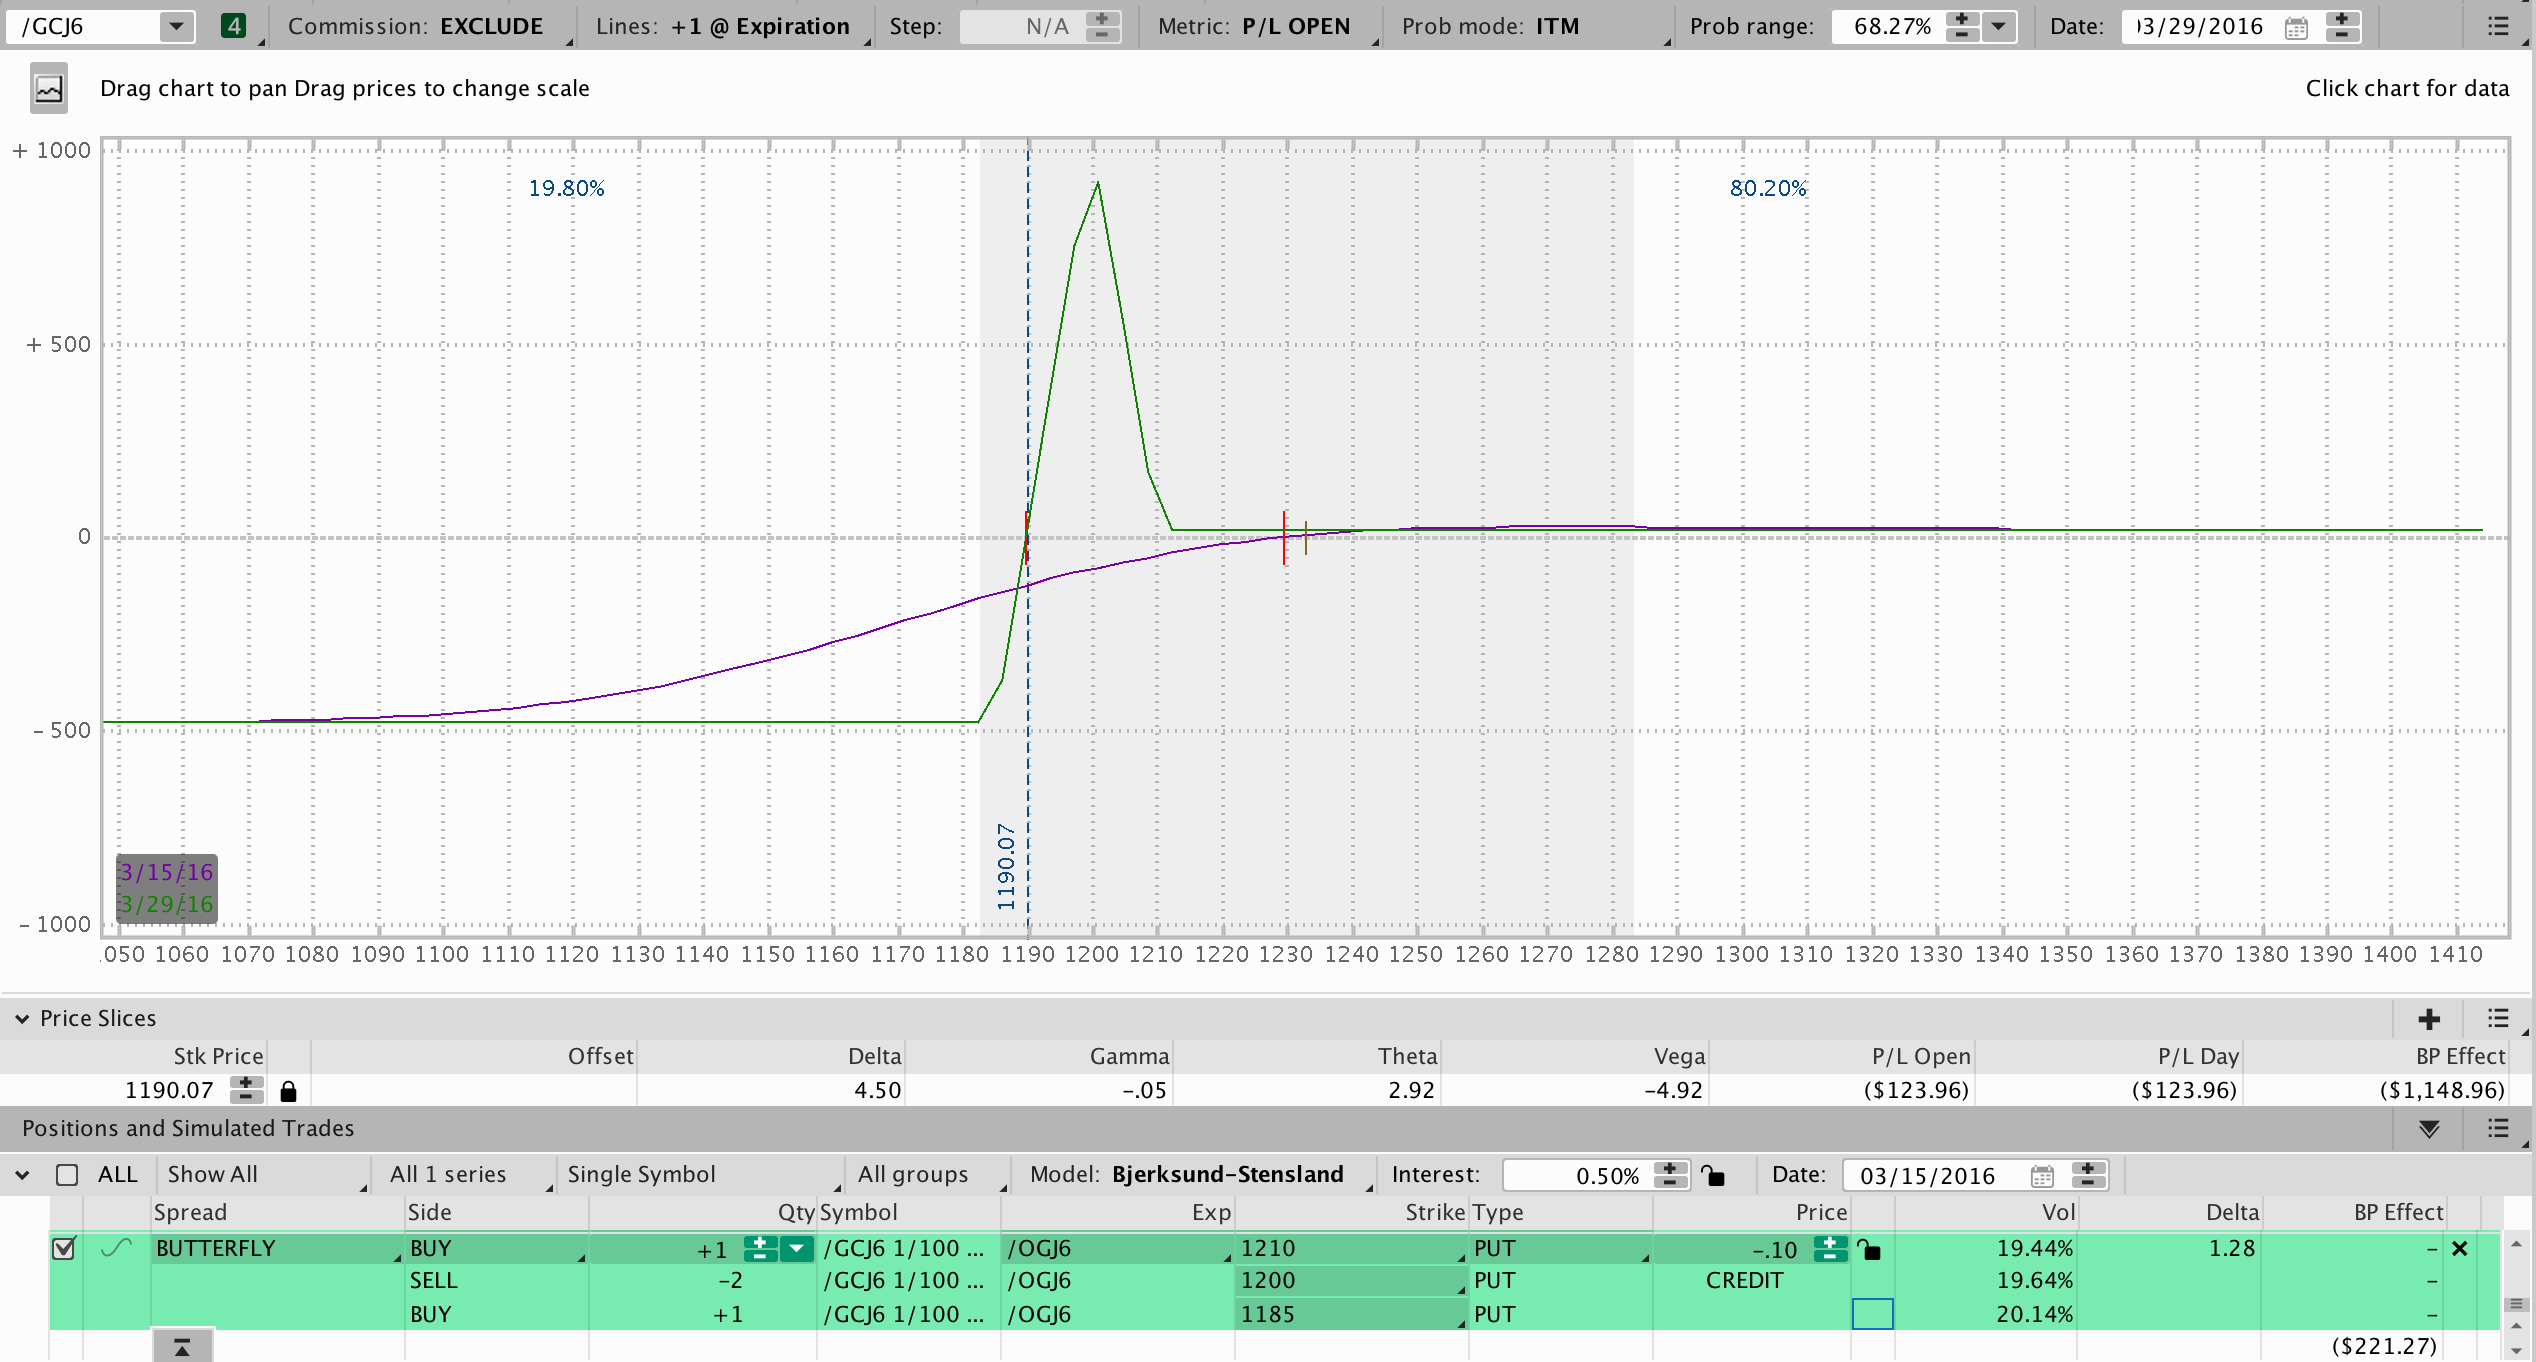 /GCJ6 4 Commission: EXCLUDE Lines: +1 @ Expiration Step: N/A Metric: P/L OPEN Prob mode: ITM Prob range: 68.27% Date: 03/29/2016
Drag chart to pan Drag prices to change scale Click chart for data
+ 1000
19.80% 80.20%
+ 500
0
- 500
1190.07
3/15/16
3/29/16
- 1000
.050 1060 1070 1080 1090 1100 1110 1120 1130 1140 1150 1160 1170 1180 1190 1200 1210 1220 1230 1240 1250 1260 1270 1280 1290 1300 1310 1320 1330 1340 1350 1360 1370 1380 1390 1400 1410
Price Slices
Stk Price Offset Delta Gamma Theta Vega P/L Open P/L Day BP Effect
1190.07 4.50 -.05 2.92 -4.92 ($123.96) ($123.96) ($1,148.96)
Positions and Simulated Trades
ALL Show All All 1 series Single Symbol All groups Model: Bjerksund-Stensland Interest: 0.50% Date: 03/15/2016
Spread Side Qty Symbol Exp Strike Type Price Vol Delta BP Effect
BUTTERFLY BUY +1 /GCJ6 1/100 ... /OGJ6 1210 PUT -.10 19.44% 1.28 -
SELL -2 /GCJ6 1/100 ... /OGJ6 1200 PUT CREDIT 19.64% -
BUY +1 /GCJ6 1/100 ... /OGJ6 1185 PUT 20.14% -
($221.27)